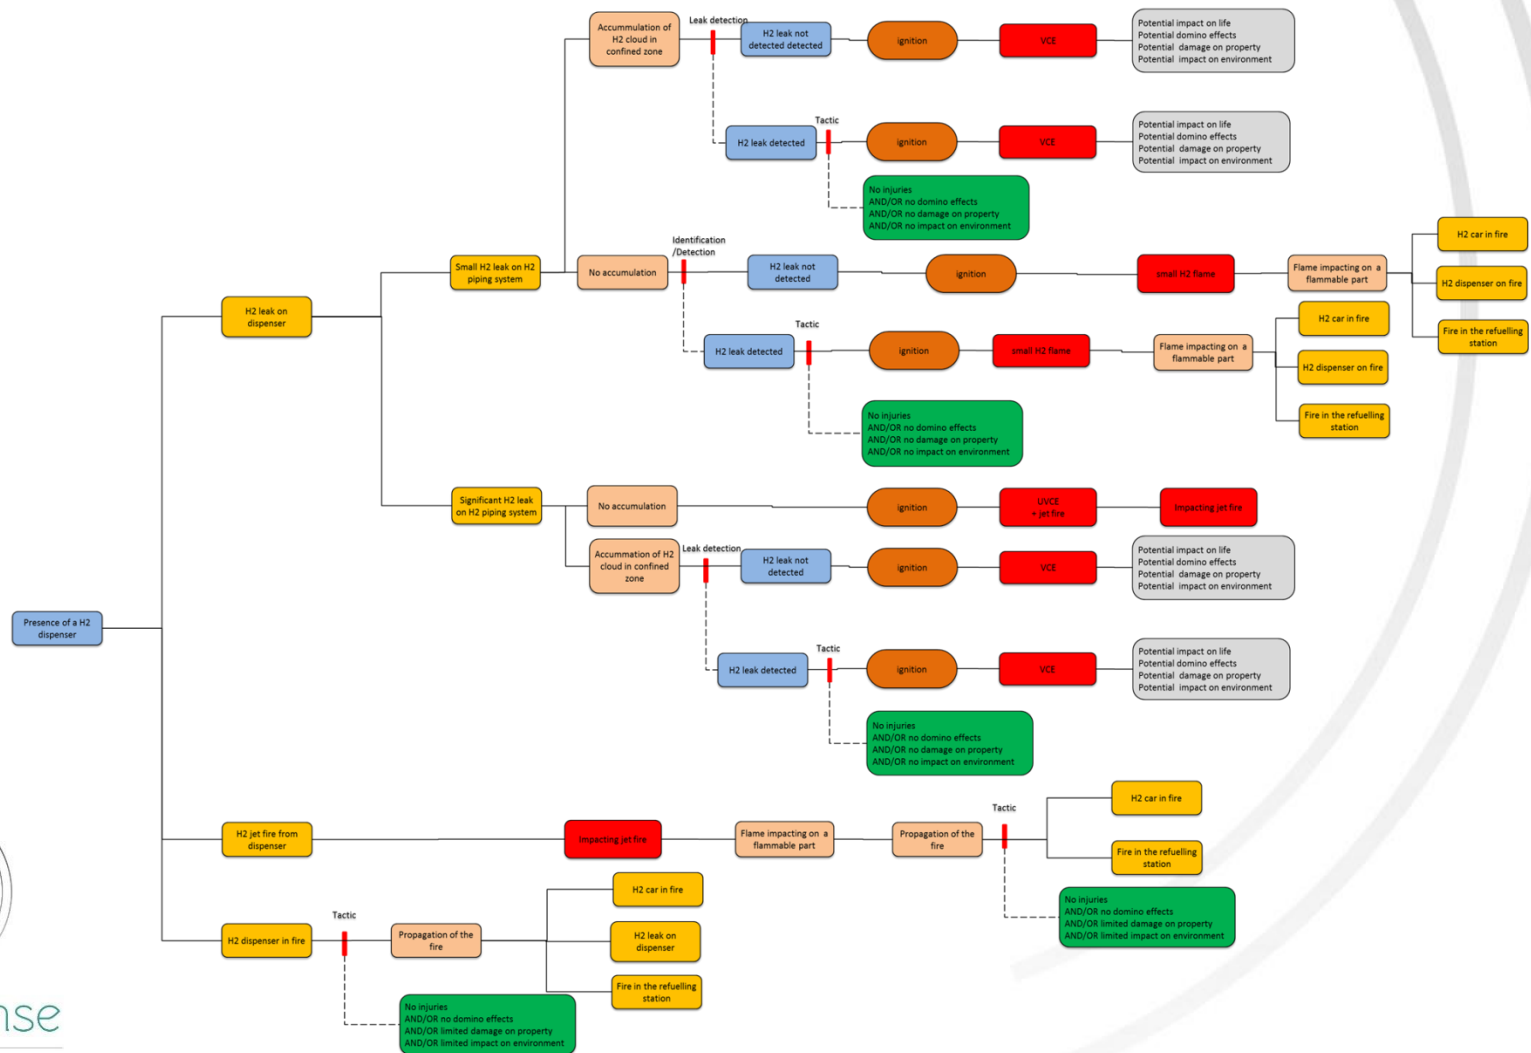 Accummulation of
H2 cloud in
confined zone
Leak detection
H2 leak not
detected detected
ignition
VCE
Potential impact on life
Potential domino effects
Potential  damage on property
Potential  impact on environment
H2 leak detected
Tactic
ignition
VCE
Potential impact on life
Potential domino effects
Potential  damage on property
Potential  impact on environment
No injuries
AND/OR no domino effects
AND/OR no damage on property
AND/OR no impact on environment
Small H2 leak on H2
piping system
No accumulation
Identification
/Detection
H2 leak not
detected
ignition
small H2 flame
Flame impacting on  a
flammable part
H2 car in fire
H2 dispenser on fire
Fire in the refuelling
station
H2 leak on
dispenser
H2 leak detected
Tactic
ignition
small H2 flame
Flame impacting on  a
flammable part
H2 car in fire
H2 dispenser on fire
Fire in the refuelling
station
No injuries
AND/OR no domino effects
AND/OR no damage on property
AND/OR no impact on environment
Significant H2 leak
on H2 piping system
No accumulation
ignition
UVCE
+ jet fire
Impacting jet fire
Accummation of H2
cloud in confined
zone
Leak detection
H2 leak not
detected
ignition
VCE
Potential impact on life
Potential domino effects
Potential  damage on property
Potential  impact on environment
Presence of a H2
dispenser
H2 leak detected
Tactic
ignition
VCE
Potential impact on life
Potential domino effects
Potential  damage on property
Potential  impact on environment
No injuries
AND/OR no domino effects
AND/OR no damage on property
AND/OR no impact on environment
H2 jet fire from
dispenser
Impacting jet fire
Flame impacting on  a
flammable part
Propagation of the
fire
Tactic
H2 car in fire
Fire in the refuelling
station
No injuries
AND/OR no domino effects
AND/OR limited damage on property
AND/OR limited impact on environment
H2 dispenser in fire
Tactic
Propagation of the
fire
H2 car in fire
H2 leak on
dispenser
Fire in the refuelling
station
No injuries
AND/OR no domino effects
AND/OR limited damage on property
AND/OR limited impact on environment
nse